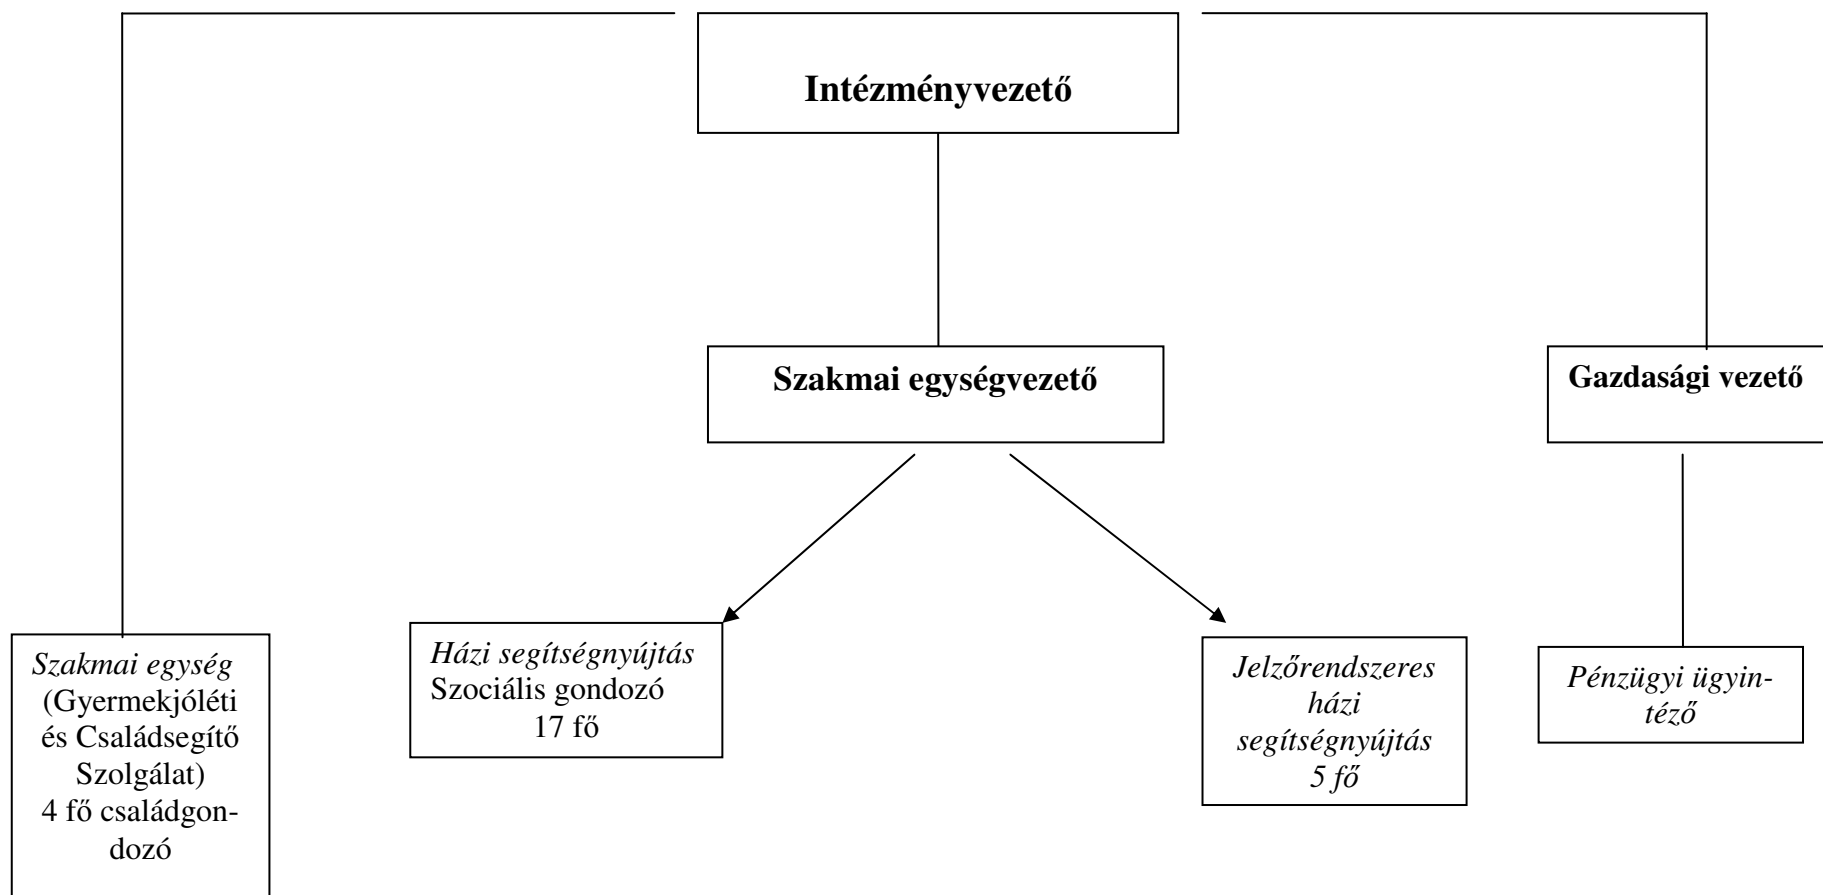 Intézményvezető
Szakmai egységvezető
Gazdasági vezető
Szakmai egység
(Gyermekjóléti
és Családsegítő
Szolgálat)
4 fő családgon-
dozó
Házi segítségnyújtás
Szociális gondozó
17 fő
Jelzőrendszeres
házi
segítségnyújtás
5 fő
Pénzügyi ügyin-
téző